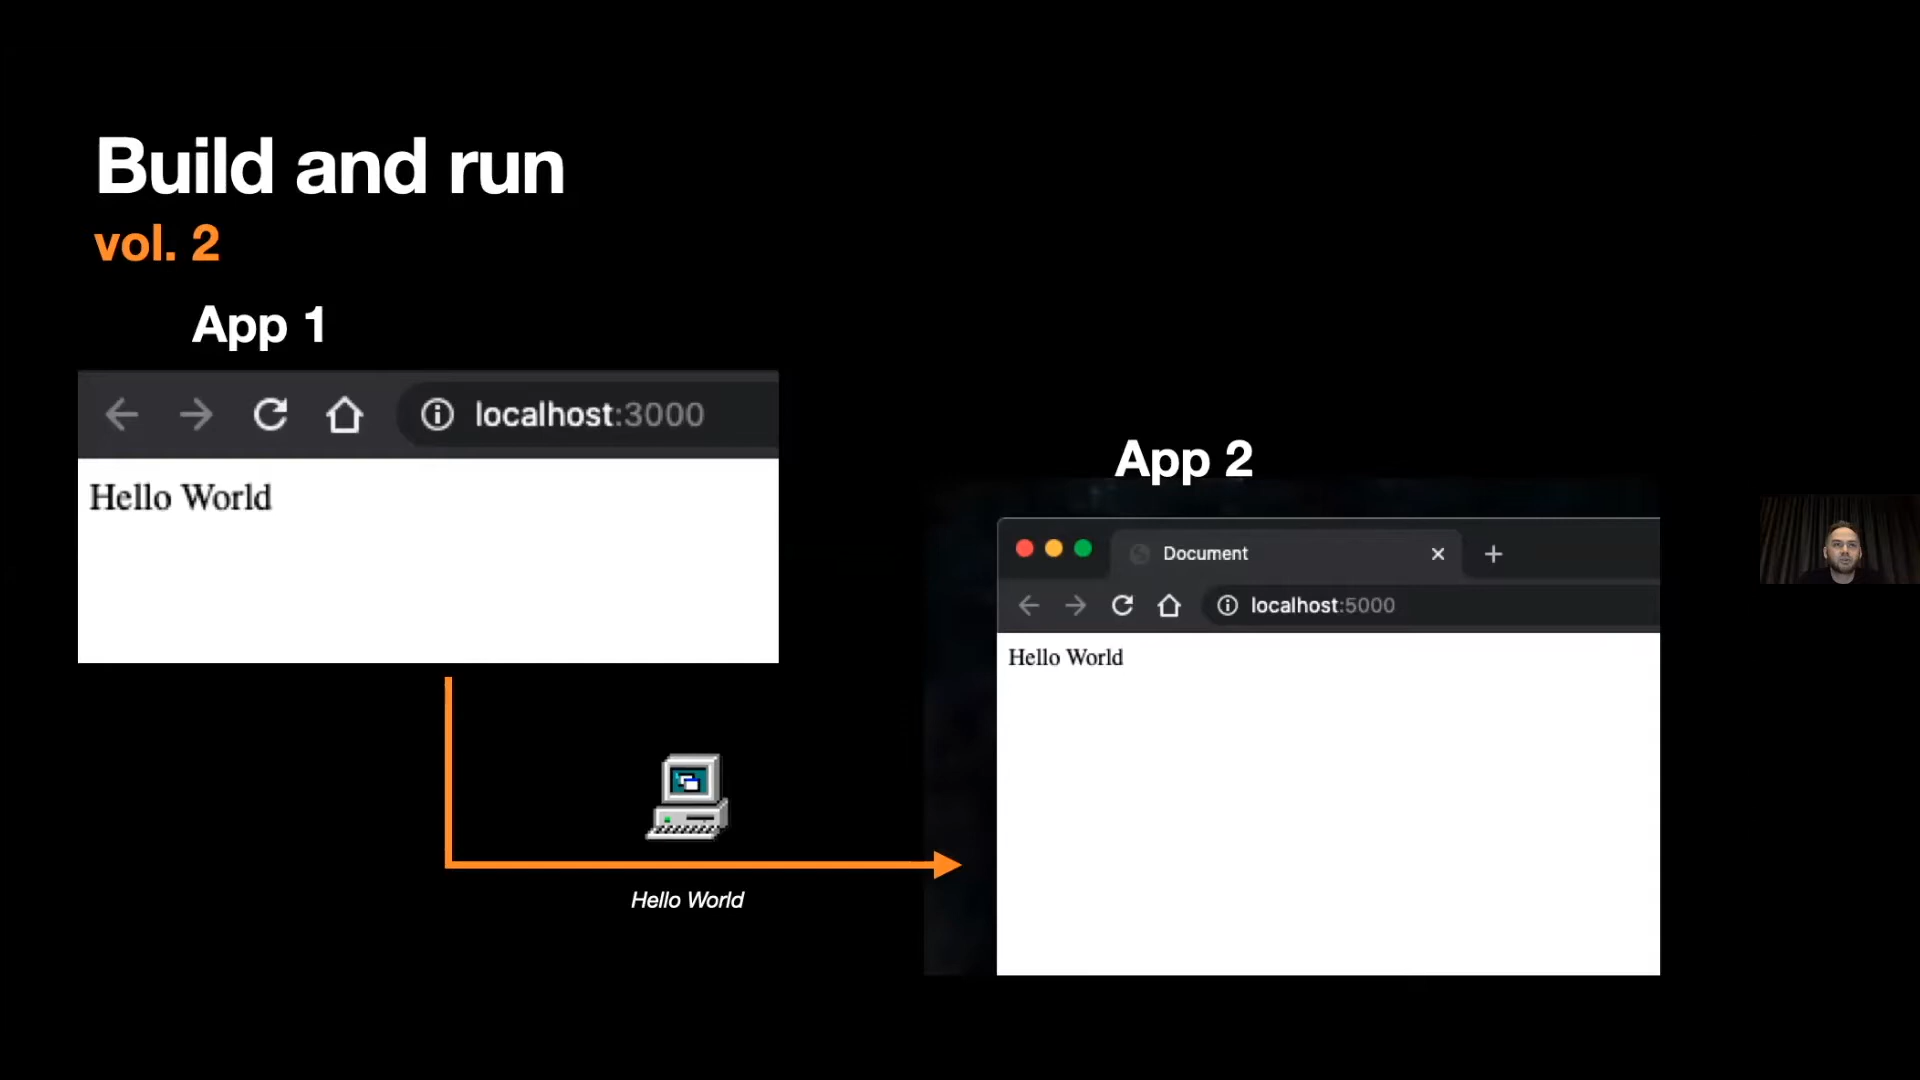 Build and run
vol. 2
App 1
localhost:3000
Hello World
App 2
Document
localhost:5000
Hello World
Hello World